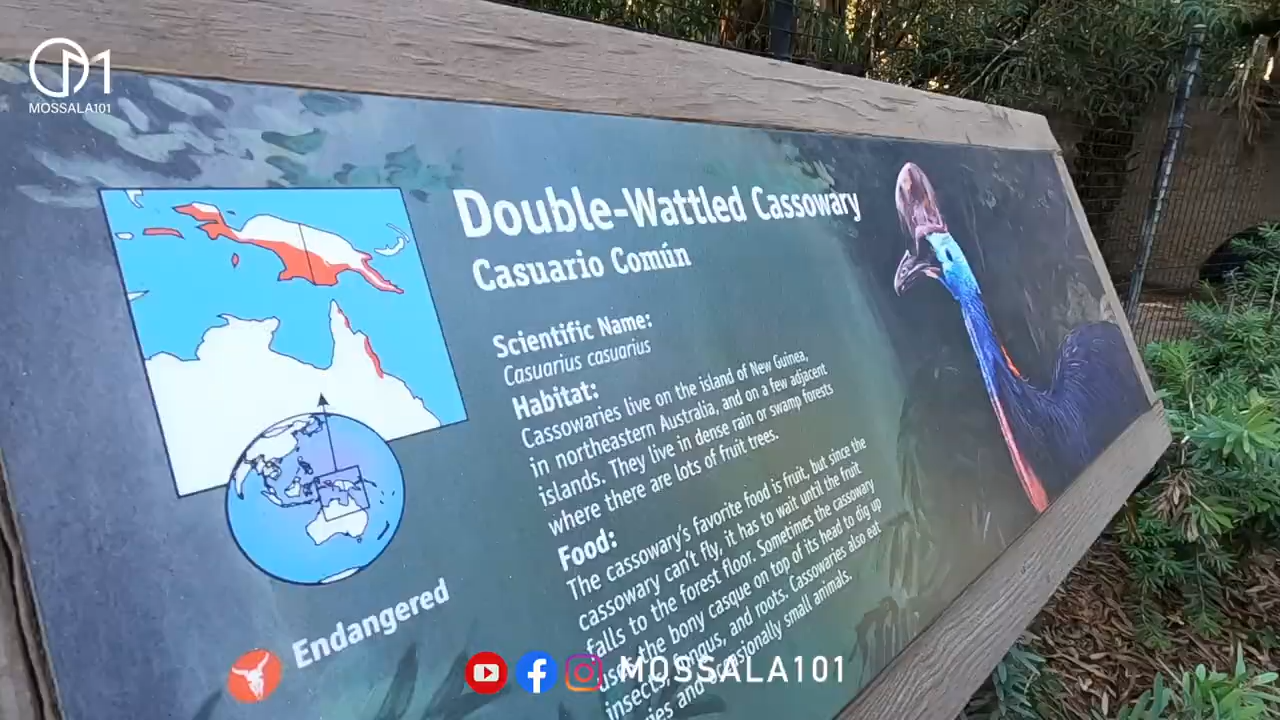 MOSSALA101
Double-Wattled Cassowary
Casuario Común
Scientific Name:
Casuarius casuarius
Habitat:
Cassowaries live on the island of New Guinea,
in northeastern Australia, and on a few adjacent
islands. They live in dense rain or swamp forests
where there are lots of fruit trees.
Food:
The cassowary's favorite food is fruit, but since the
cassowary can't fly, it has to wait until the fruit
falls to the forest floor. Sometimes the cassowary
uses the bony casque on top of its head to dig up
insects, fungus, and roots. Cassowaries also eat
and occasionally small animals.
Endangered
MOSSALA101